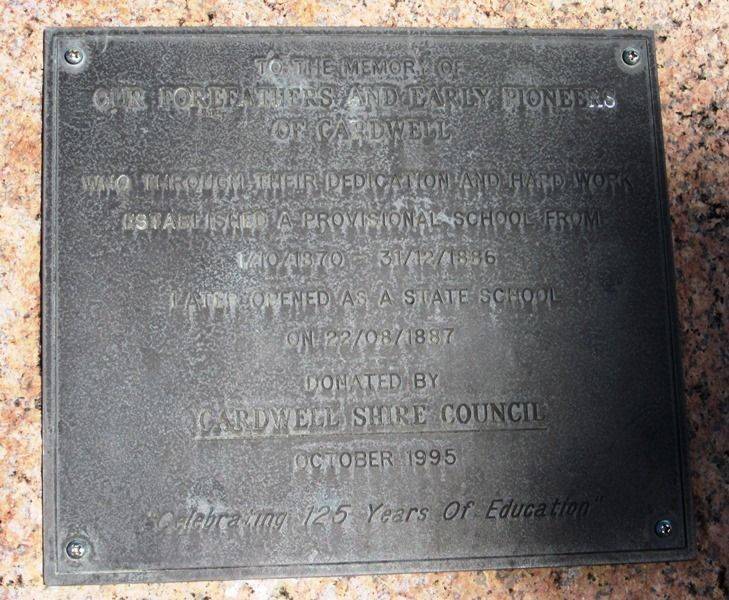 TO THE MEMORY OF
OUR FOREFATHERS AND EARLY PIONEERS
OF CARDWELL
WHO THROUGH THEIR DEDICATION AND HARD WORK
ESTABLISHED A PROVISIONAL SCHOOL FROM
1/10/1870 - 31/12/1886
LATER OPENED AS A STATE SCHOOL
ON 22/08/1887
DONATED BY
CARDWELL SHIRE COUNCIL
OCTOBER 1995
"Celebrating 125 Years Of Education"